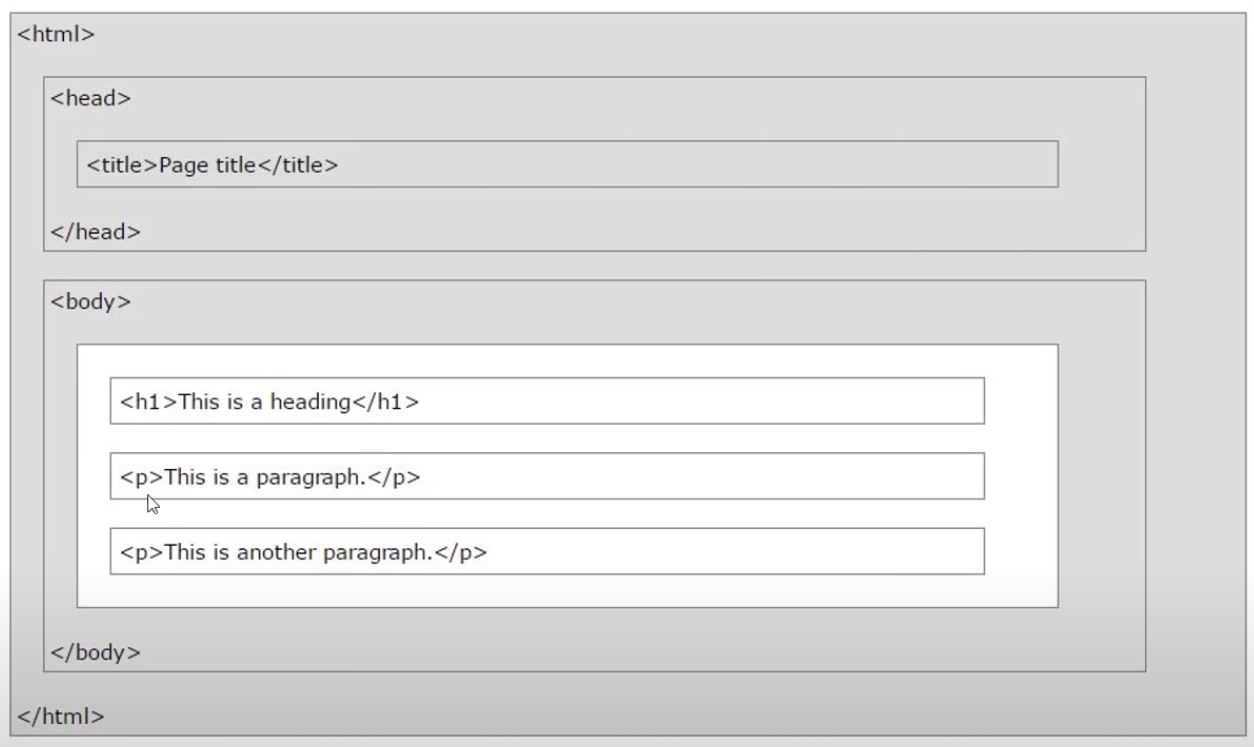 <html>
<head>
<title>Page title</title>
</head>
<body>
<h1>This is a heading</h1>
<p>This is a paragraph.</p>
<p>This is another paragraph.</p>
</body>
</html>